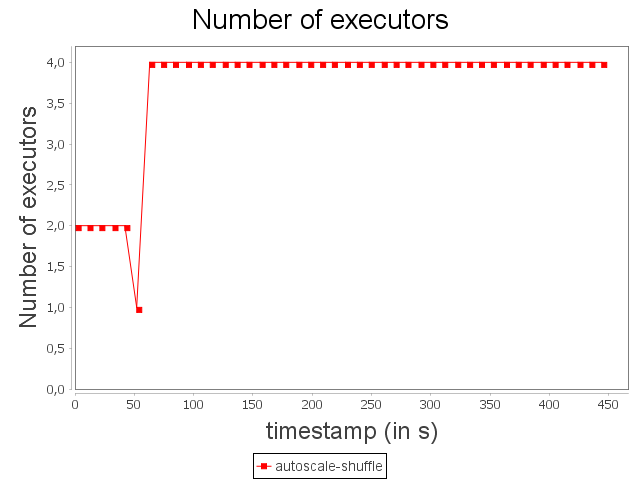 Number of executors
Number of executors
4,0
3,5
3,0
2,5
2,0
1,5
1,0
0,5
0,0
0 50 100 150 200 250 300 350 400 450
timestamp (in s)
autoscale-shuffle